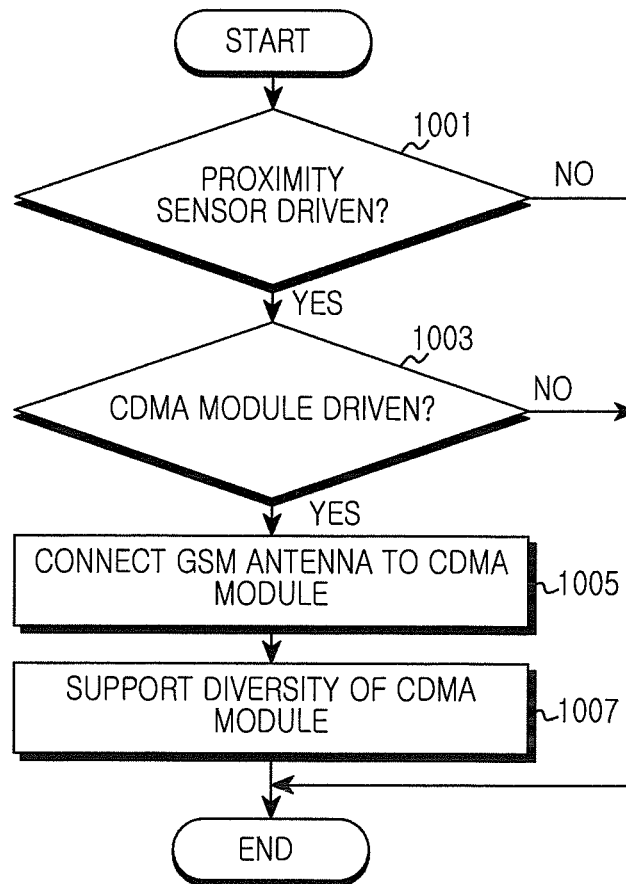 START
1001
PROXIMITY
SENSOR DRIVEN?
NO
YES
1003
CDMA MODULE DRIVEN?
NO
YES
CONNECT GSM ANTENNA TO CDMA
MODULE
1005
SUPPORT DIVERSITY OF CDMA
MODULE
1007
END